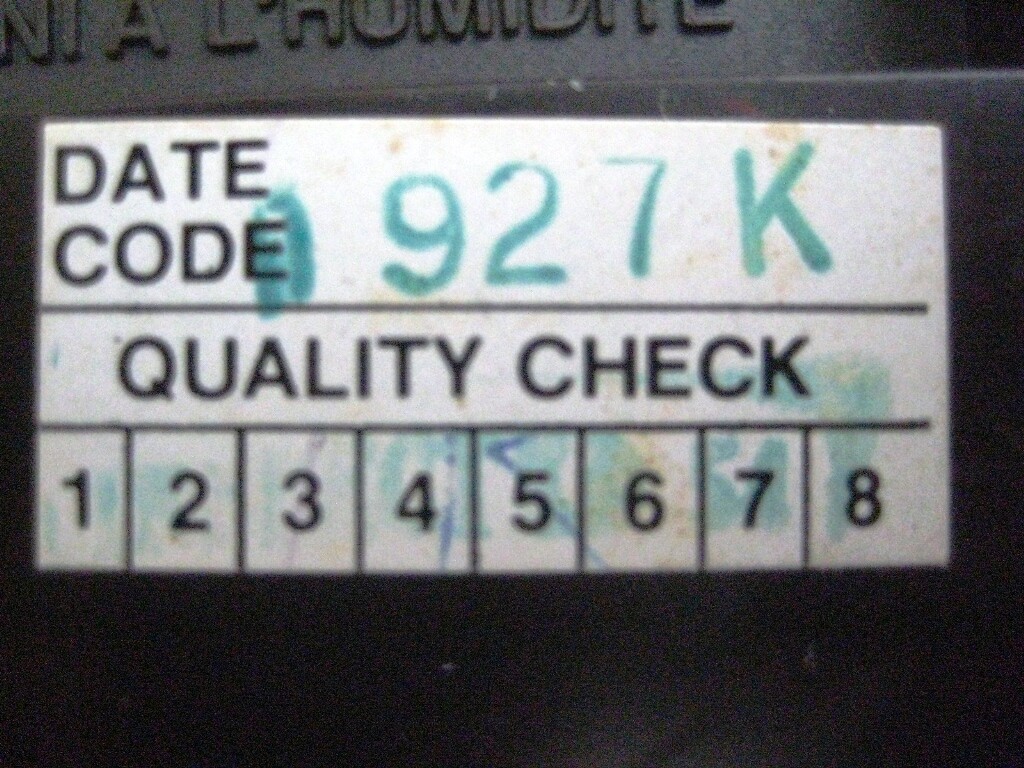 NI A L'HUMIDITE
DATE
CODE 927 K
QUALITY CHECK
1 2 3 4 5 6 7 8